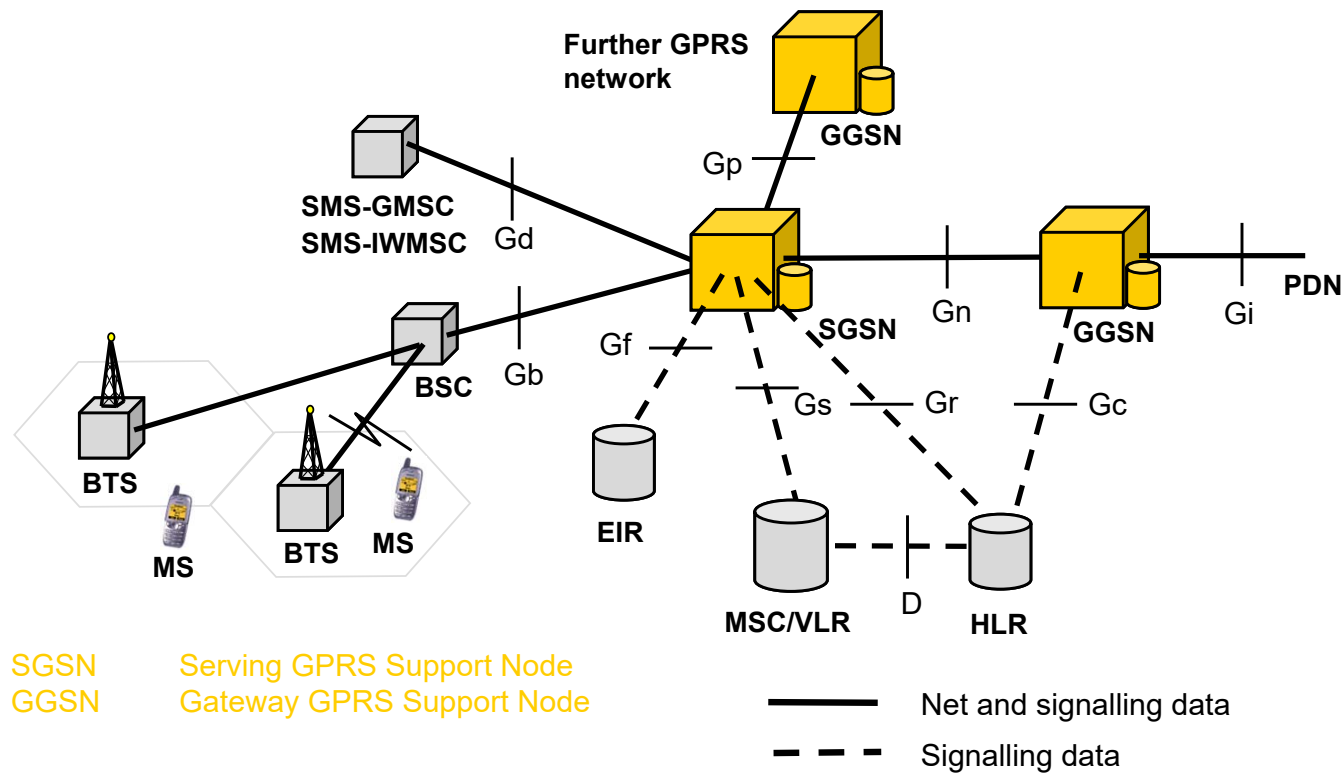 Further GPRS
network
GGSN
Gp
SMS-GMSC
SMS-IWMSC
Gd
PDN
Gn
Gi
SGSN
GGSN
Gf
Gb
BSC
Gs
Gr
Gc
BTS
EIR
BTS
MS
MS
D
MSC/VLR
HLR
SGSN Serving GPRS Support Node
GGSN Gateway GPRS Support Node
Net and signalling data
Signalling data